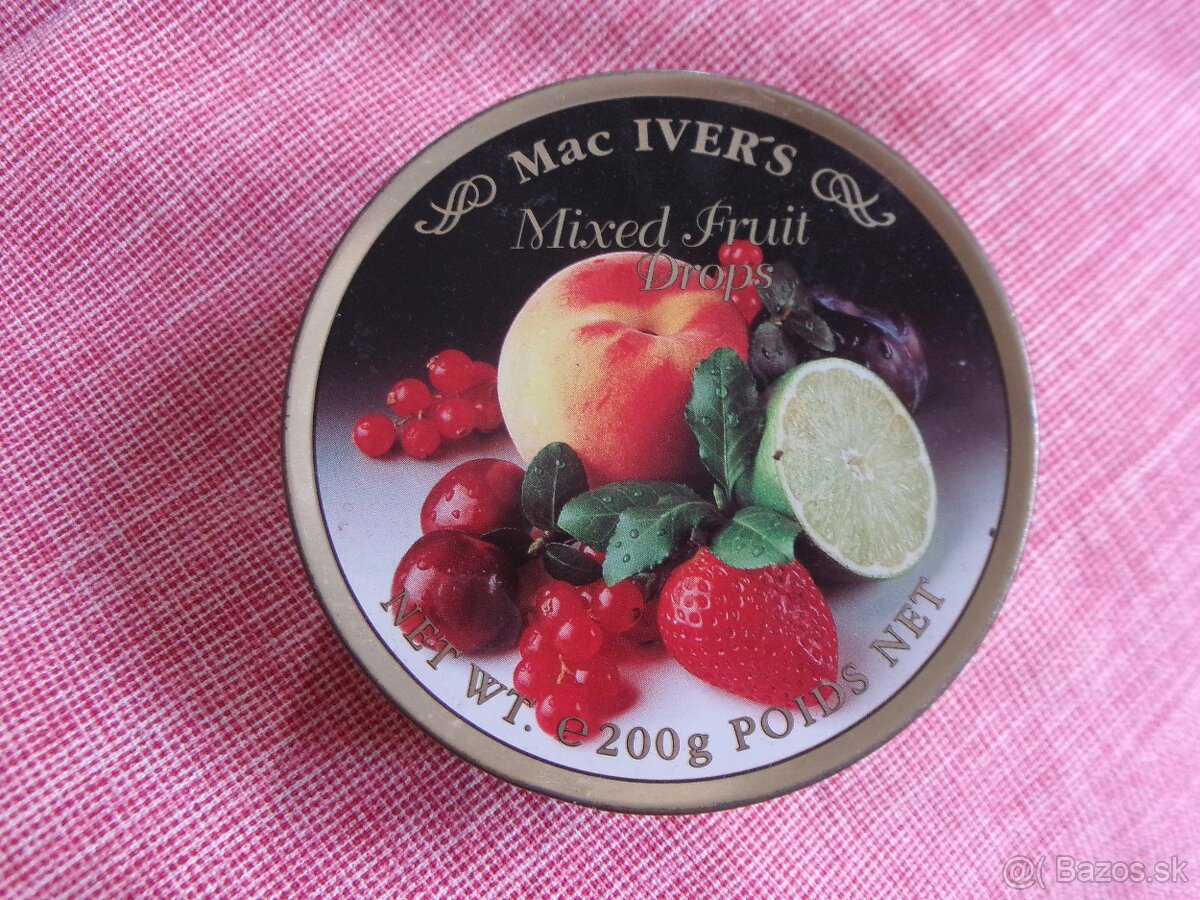 Mac IVER´S
Mixed Fruit
Drops
NET WT. ℮ 200g POIDS NET
@( Bazos.sk